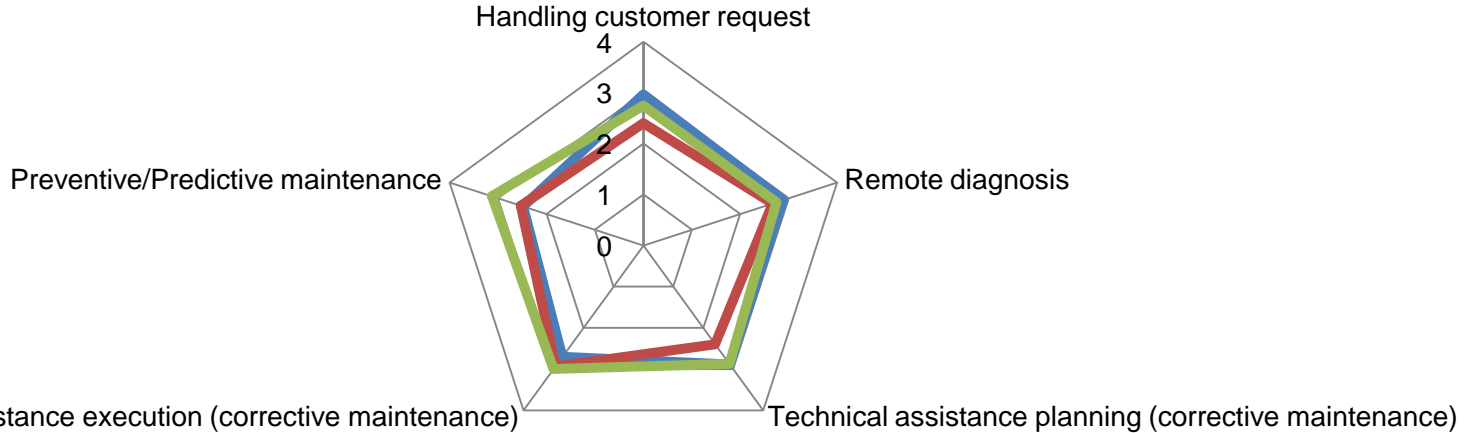 Handling customer request
4
3
2
1
0
Remote diagnosis
Preventive/Predictive maintenance
execution (corrective maintenance)
Technical assistance planning (corrective maintenance)